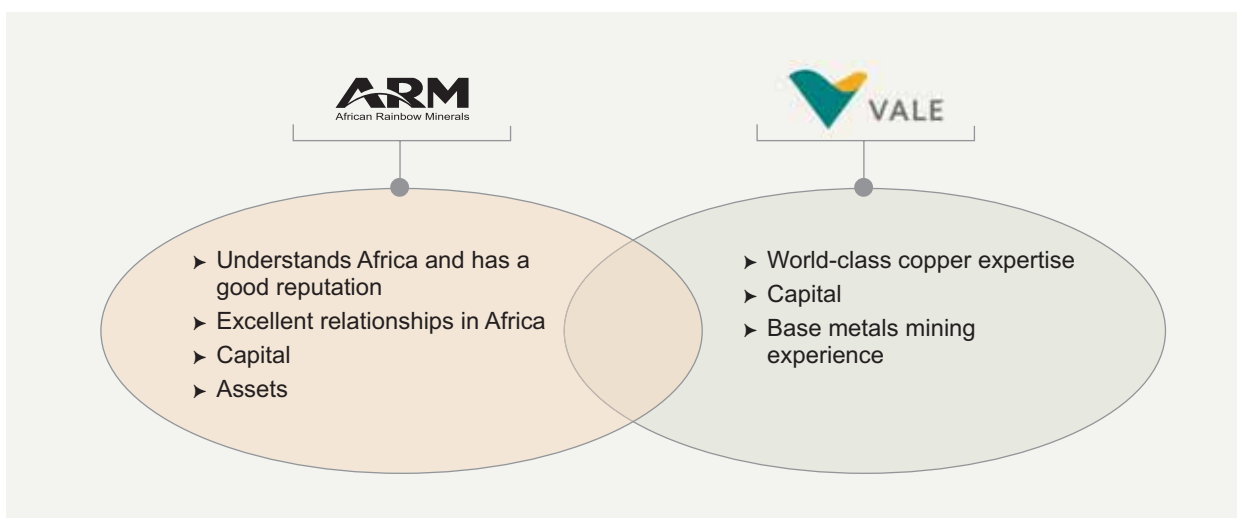 ARM
African Rainbow Minerals
VALE
➤ Understands Africa and has a
good reputation
➤ Excellent relationships in Africa
➤ Capital
➤ Assets
➤ World-class copper expertise
➤ Capital
➤ Base metals mining
experience